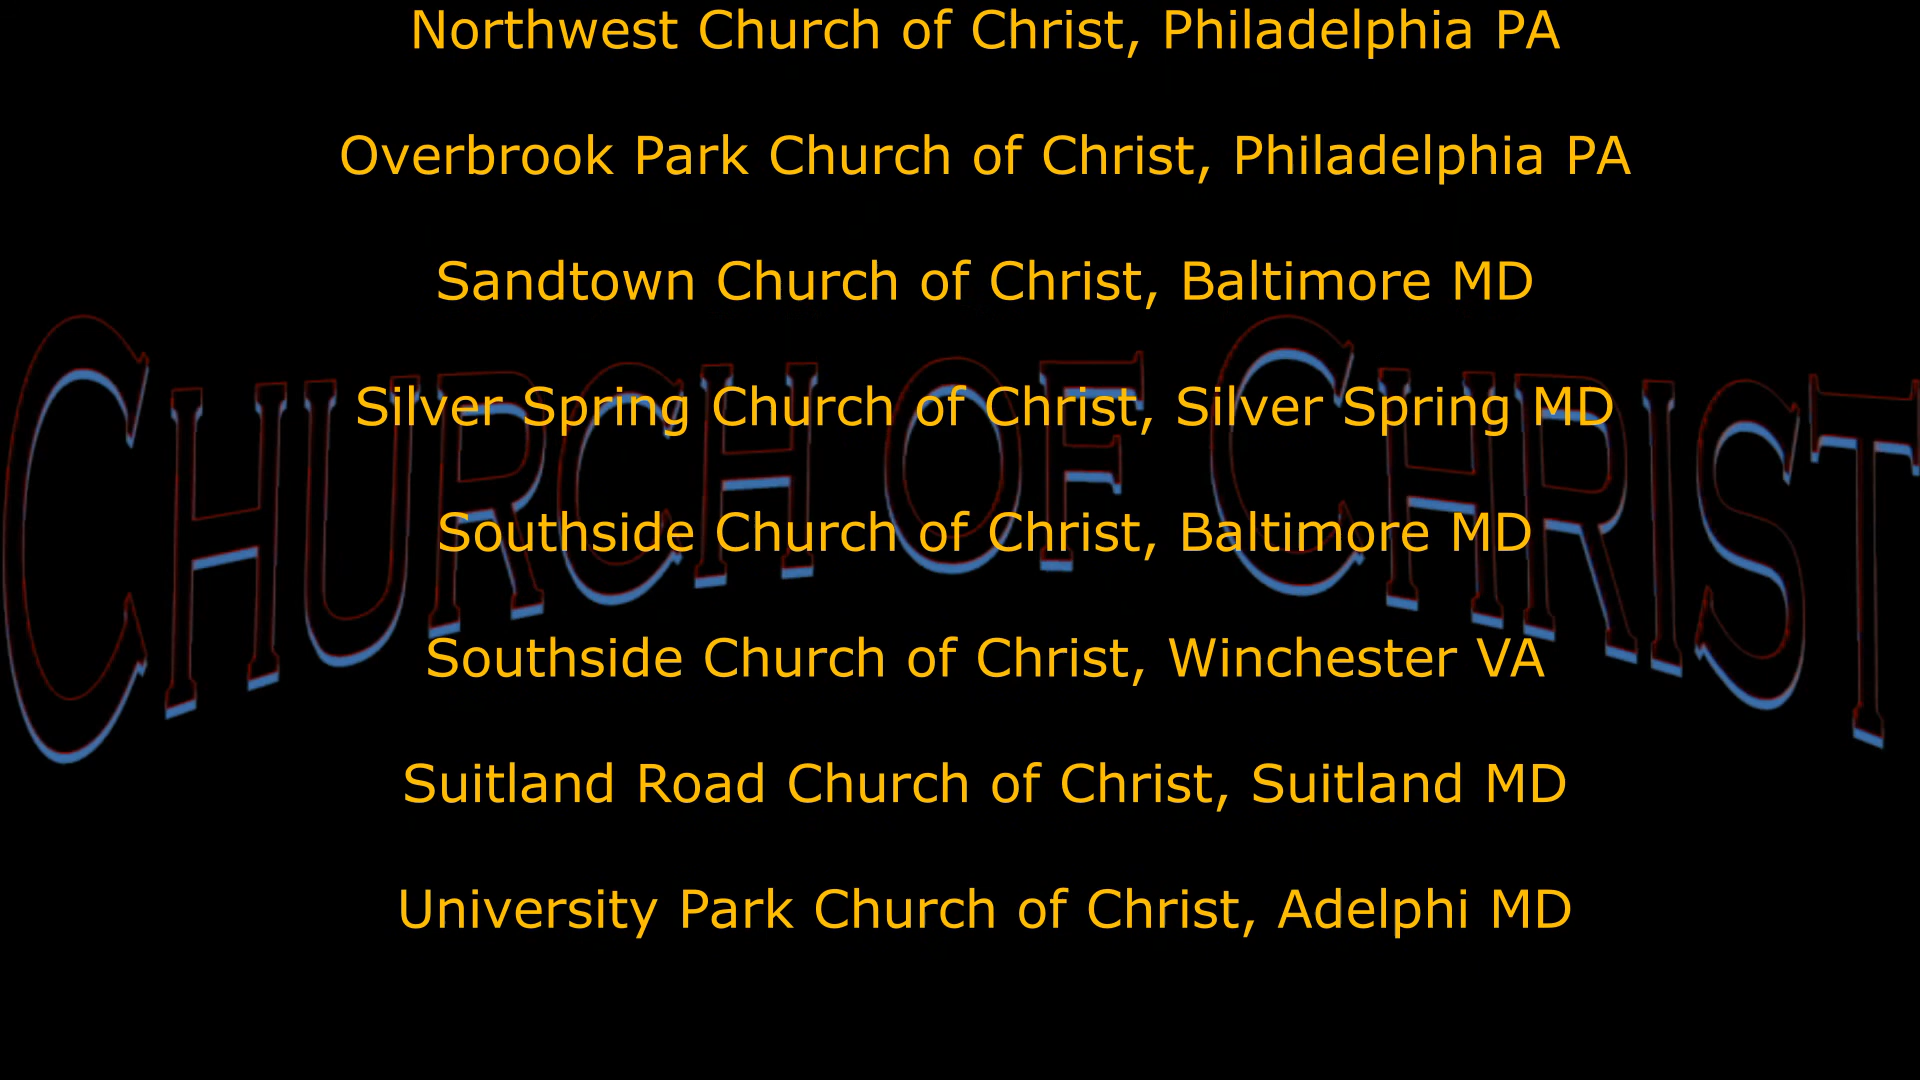 Northwest Church of Christ, Philadelphia PA
Overbrook Park Church of Christ, Philadelphia PA
Sandtown Church of Christ, Baltimore MD
Silver Spring Church of Christ, Silver Spring MD
CHURCH OF CHRIST
Southside Church of Christ, Baltimore MD
Southside Church of Christ, Winchester VA
Suitland Road Church of Christ, Suitland MD
University Park Church of Christ, Adelphi MD